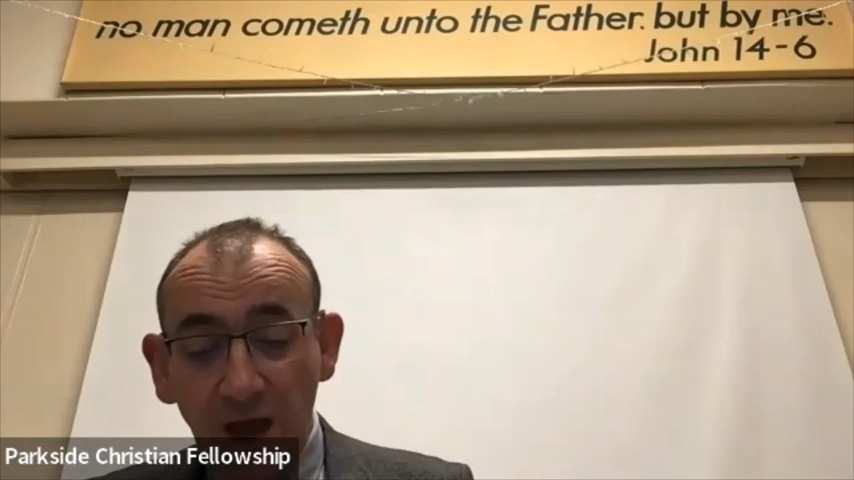 no man cometh unto the Father. but by me.
John 14-6
Parkside Christian Fellowship